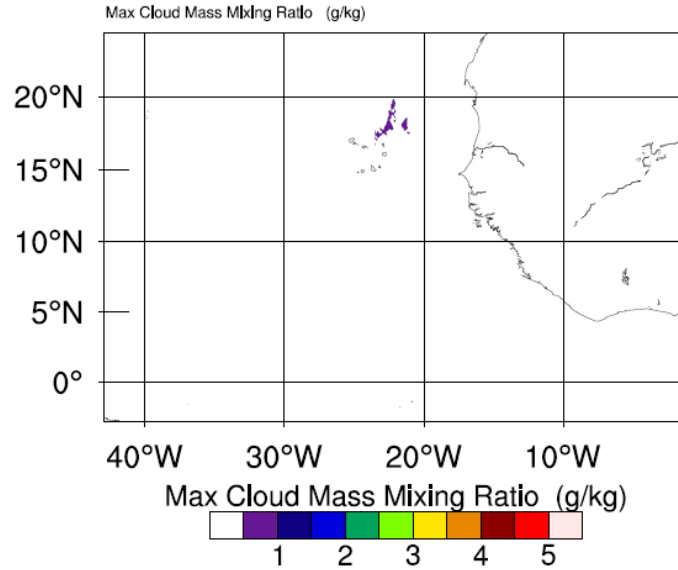 Max Cloud Mass Mixing Ratio (g/kg)
20°N
15°N
10°N
5°N
0°
40°W 30°W 20°W 10°W
Max Cloud Mass Mixing Ratio (g/kg)
1 2 3 4 5